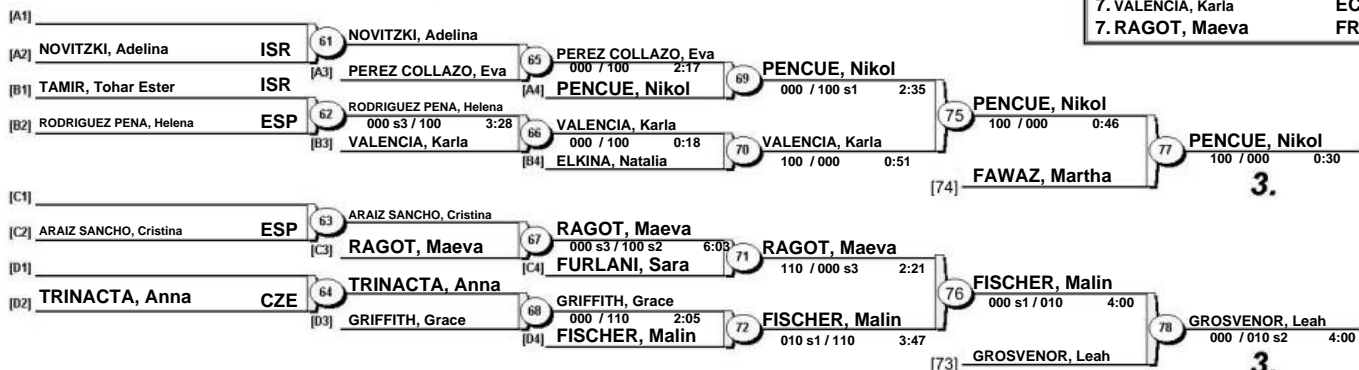 7. VALENCIA, Karla EC
7. RAGOT, Maeva FR
[A1]
[A2] NOVITZKI, Adelina ISR
61
NOVITZKI, Adelina
[A3] PEREZ COLLAZO, Eva
65
PEREZ COLLAZO, Eva
000 / 100 2:17
[A4] PENCUE, Nikol
69
PENCUE, Nikol
000 / 100 s1 2:35
[B1] TAMIR, Tohar Ester ISR
[B2] RODRIGUEZ PENA, Helena ESP
62
RODRIGUEZ PENA, Helena
000 s3 / 100 3:28
[B3] VALENCIA, Karla
66
VALENCIA, Karla
000 / 100 0:18
[B4] ELKINA, Natalia
70
VALENCIA, Karla
100 / 000 0:51
75
PENCUE, Nikol
100 / 000 0:46
[74] FAWAZ, Martha
77
PENCUE, Nikol
100 / 000 0:30
3.
[C1]
[C2] ARAIZ SANCHO, Cristina ESP
63
ARAIZ SANCHO, Cristina
[C3] RAGOT, Maeva
67
RAGOT, Maeva
000 s3 / 100 s2 6:03
[C4] FURLANI, Sara
71
RAGOT, Maeva
110 / 000 s3 2:21
[D1]
[D2] TRINACTA, Anna CZE
64
TRINACTA, Anna
[D3] GRIFFITH, Grace
68
GRIFFITH, Grace
000 / 110 2:05
[D4] FISCHER, Malin
72
FISCHER, Malin
010 s1 / 110 3:47
76
FISCHER, Malin
000 s1 / 010 4:00
[73] GROSVENOR, Leah
78
GROSVENOR, Leah
000 / 010 s2 4:00
3.